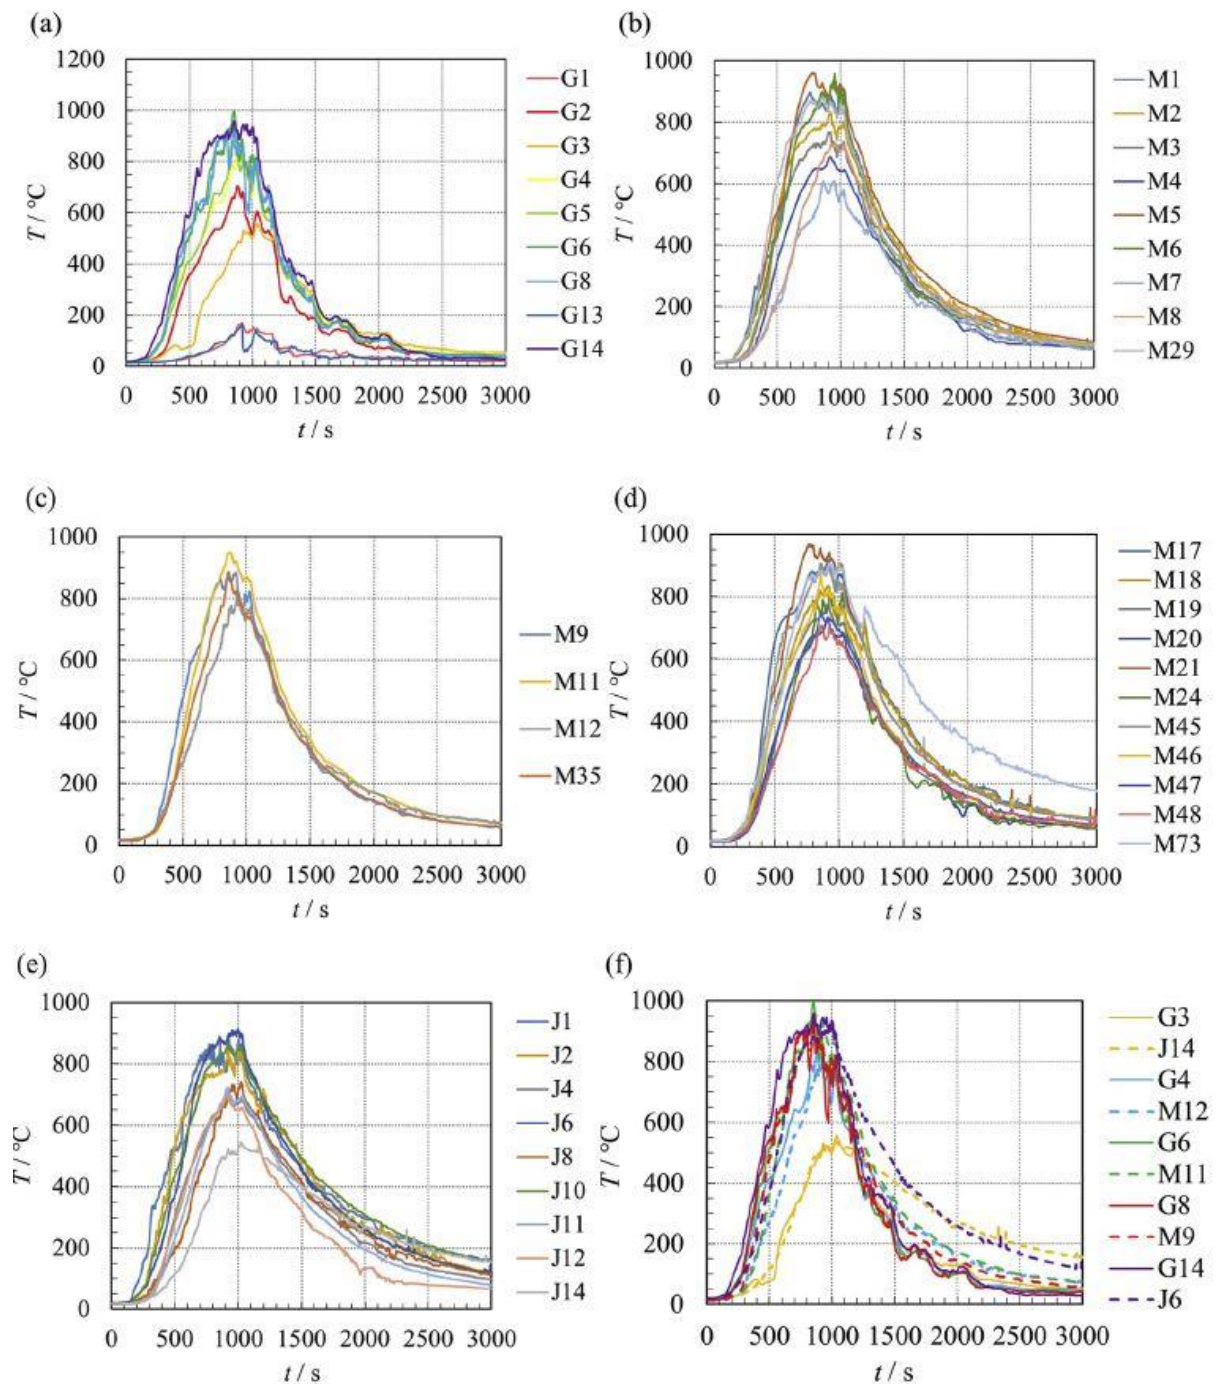 (a)
1200
1000
800
600
400
200
0
T / °C
0 500 1000 1500 2000 2500 3000
t / s
G1
G2
G3
G4
G5
G6
G8
G13
G14
(b)
1000
800
600
400
200
0
T / °C
0 500 1000 1500 2000 2500 3000
t / s
M1
M2
M3
M4
M5
M6
M7
M8
M29
(c)
1000
800
600
400
200
0
T / °C
0 500 1000 1500 2000 2500 3000
t / s
M9
M11
M12
M35
(d)
1000
800
600
400
200
0
T / °C
0 500 1000 1500 2000 2500 3000
t / s
M17
M18
M19
M20
M21
M24
M45
M46
M47
M48
M73
(e)
1000
800
600
400
200
0
T / °C
0 500 1000 1500 2000 2500 3000
t / s
J1
J2
J4
J6
J8
J10
J11
J12
J14
(f)
1000
800
600
400
200
0
T / °C
0 500 1000 1500 2000 2500 3000
t / s
G3
J14
G4
M12
G6
M11
G8
M9
G14
J6